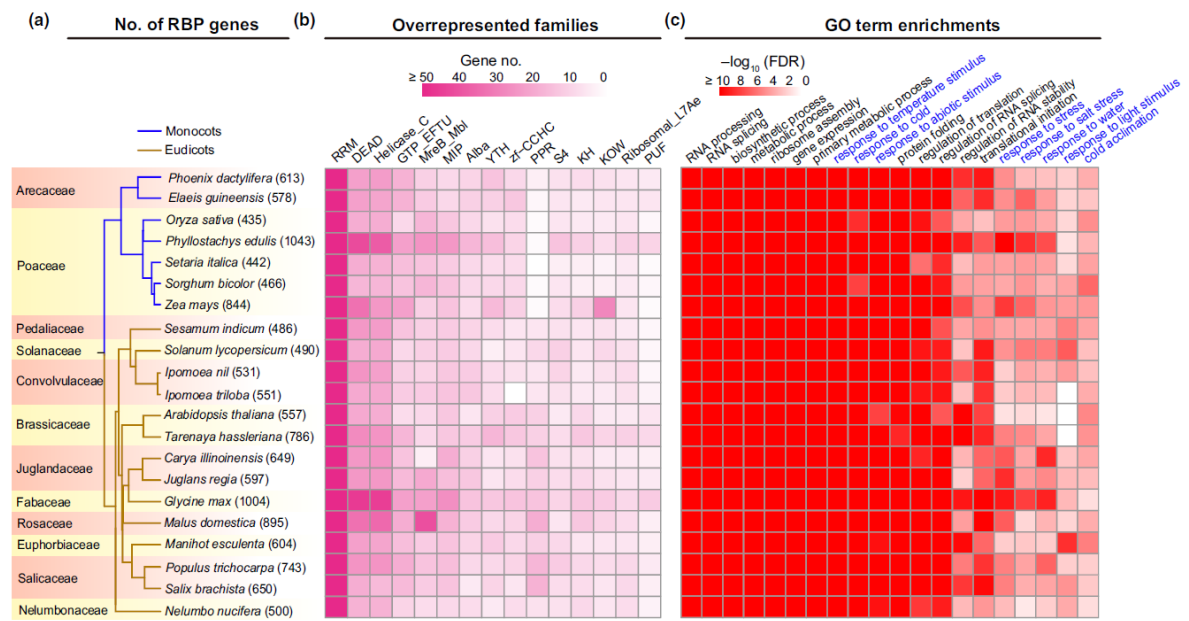 (a)
No. of RBP genes
(b)
Overrepresented families
(c)
GO term enrichments
Gene no.
≥ 50 40 30 20 10 0
–log10 (FDR)
≥ 10 8 6 4 2 0
Monocots
Eudicots
RRM
DEAD
Helicase_C
GTP_EFTU
MreB_Mbl
MIP
Alba
YTH
zf-CCHC
PPR
S4
KH
KOW
Ribosomal_L7Ae
PUF
RNA processing
RNA splicing
biosynthetic process
metabolic process
ribosome assembly
gene expression
primary metabolic process
response to temperature stimulus
response to cold
response to abiotic stimulus
protein folding
regulation of translation
regulation of RNA splicing
regulation of RNA stability
translational initiation
response to stress
response to salt stress
response to water
response to light stimulus
cold acclimation
Arecaceae
Phoenix dactylifera (613)
Elaeis guineensis (578)
Poaceae
Oryza sativa (435)
Phyllostachys edulis (1043)
Setaria italica (442)
Sorghum bicolor (466)
Zea mays (844)
Pedaliaceae
Sesamum indicum (486)
Solanaceae
Solanum lycopersicum (490)
Convolvulaceae
Ipomoea nil (531)
Ipomoea triloba (551)
Brassicaceae
Arabidopsis thaliana (557)
Tarenaya hassleriana (786)
Juglandaceae
Carya illinoinensis (649)
Juglans regia (597)
Fabaceae
Glycine max (1004)
Rosaceae
Malus domestica (895)
Euphorbiaceae
Manihot esculenta (604)
Salicaceae
Populus trichocarpa (743)
Salix brachista (650)
Nelumbonaceae
Nelumbo nucifera (500)